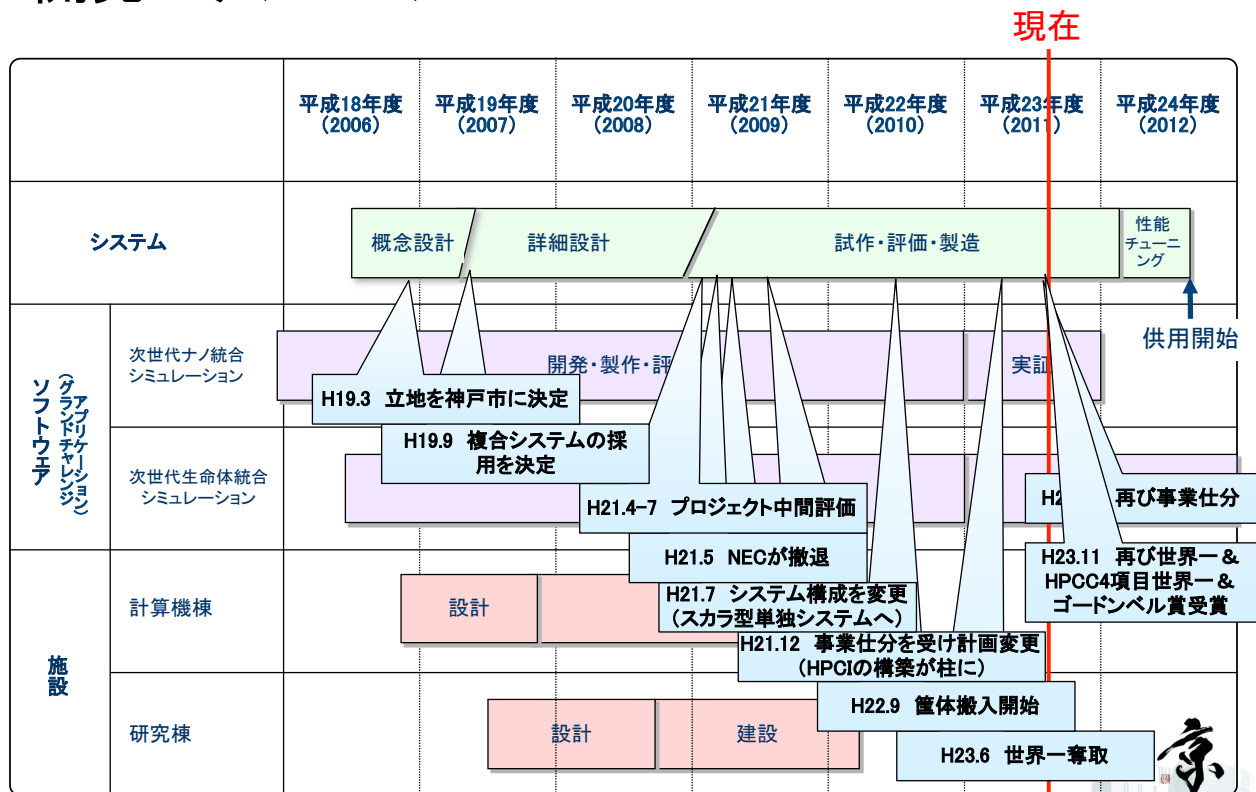 現在
平成18年度
(2006)
平成19年度
(2007)
平成20年度
(2008)
平成21年度
(2009)
平成22年度
(2010)
平成23年度
(2011)
平成24年度
(2012)
システム
概念設計
詳細設計
試作・評価・製造
性能
チューニ
ング
供用開始
ソフトウェア
(グランドチャレンジ
アプリケーション)
次世代ナノ統合
シミュレーション
開発・製作・評
実証
H19.3 立地を神戸市に決定
H19.9 複合システムの採
用を決定
次世代生命体統合
シミュレーション
H21.4-7 プロジェクト中間評価
再び事業仕分
H21.5 NECが撤退
H23.11 再び世界一&
HPCC4項目世界一&
ゴードンベル賞受賞
施設
計算機棟
設計
H21.7 システム構成を変更
(スカラ型単独システムへ)
H21.12 事業仕分を受け計画変更
(HPCIの構築が柱に)
研究棟
設計
建設
H22.9 筐体搬入開始
H23.6 世界一奪取
京